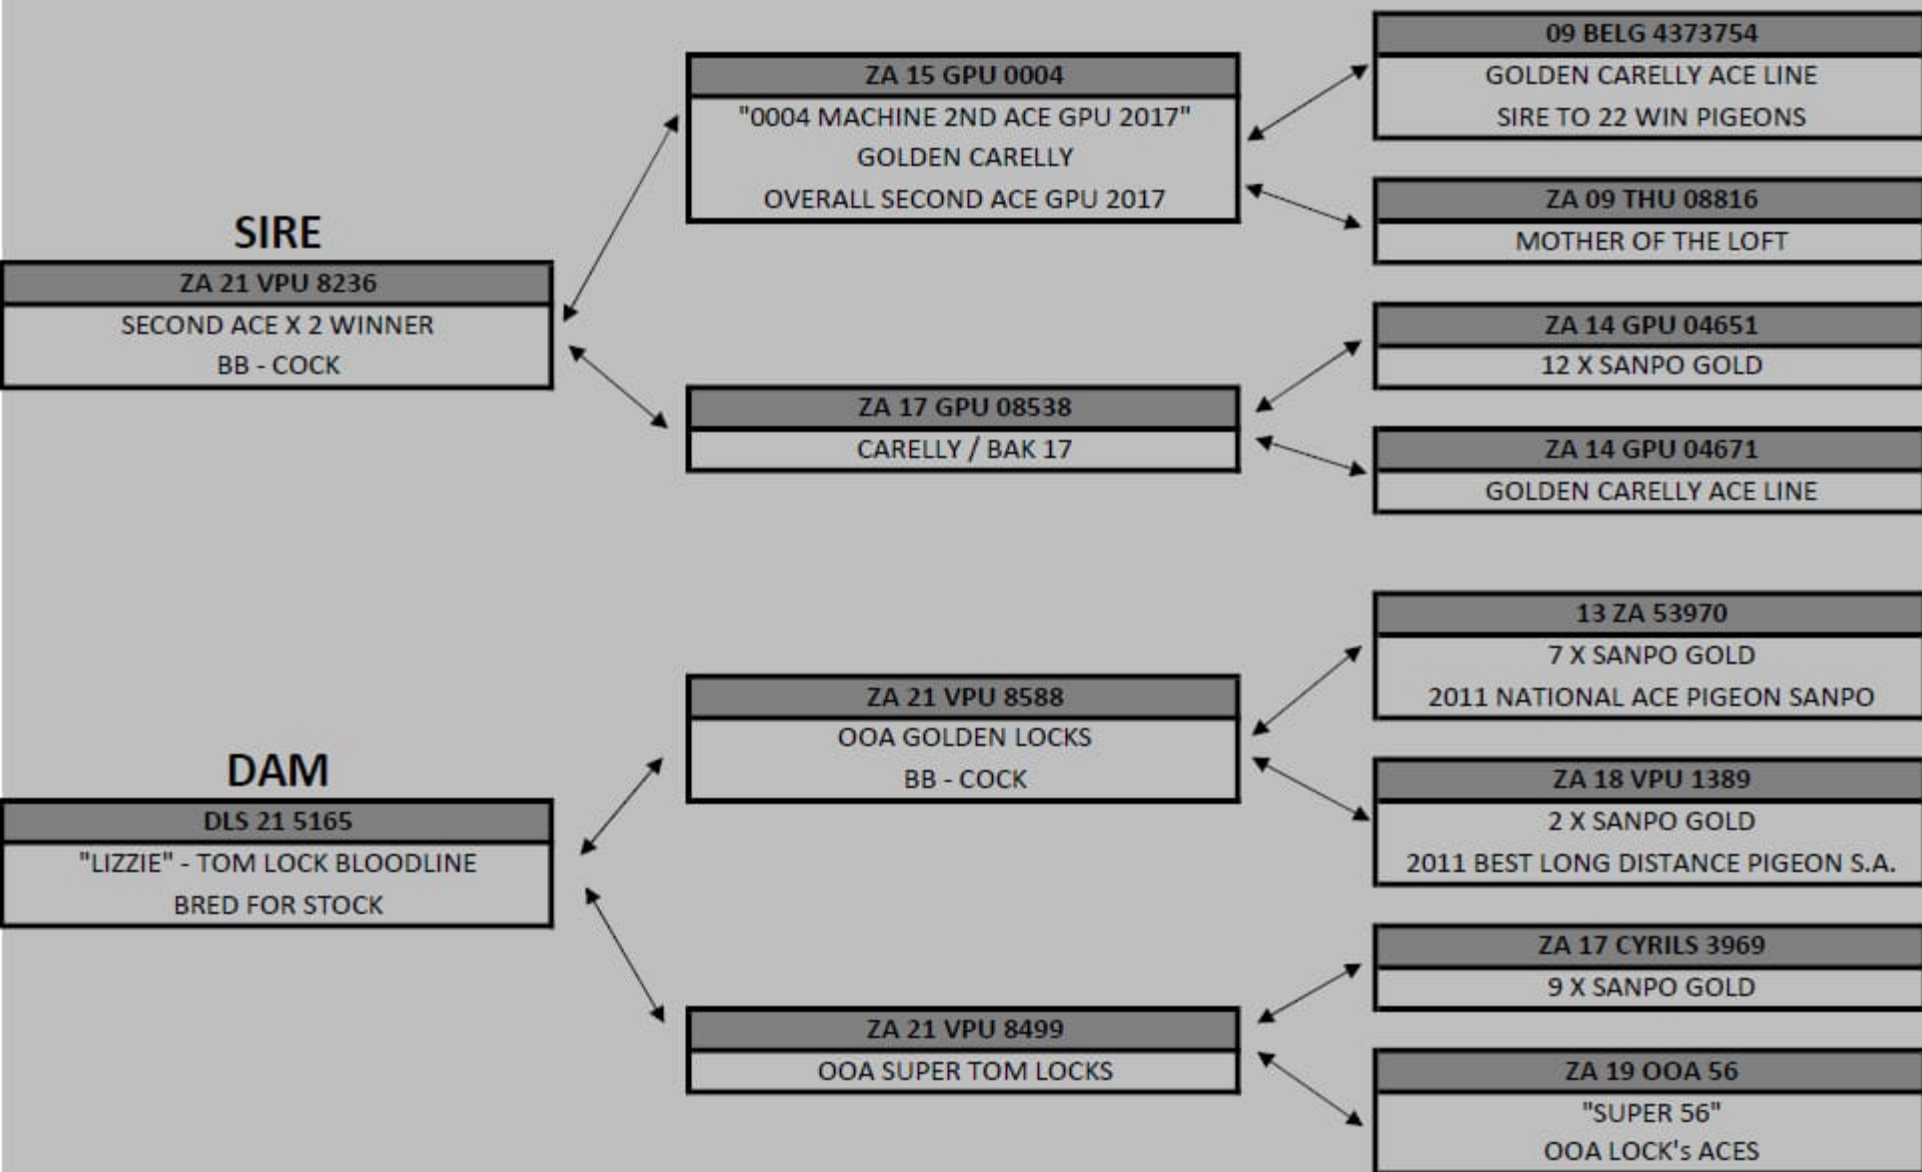 SIRE
ZA 21 VPU 8236
SECOND ACE X 2 WINNER
BB - COCK
ZA 15 GPU 0004
"0004 MACHINE 2ND ACE GPU 2017"
GOLDEN CARELLY
OVERALL SECOND ACE GPU 2017
ZA 17 GPU 08538
CARELLY / BAK 17
09 BELG 4373754
GOLDEN CARELLY ACE LINE
SIRE TO 22 WIN PIGEONS
ZA 09 THU 08816
MOTHER OF THE LOFT
ZA 14 GPU 04651
12 X SANPO GOLD
ZA 14 GPU 04671
GOLDEN CARELLY ACE LINE
DAM
DLS 21 5165
"LIZZIE" - TOM LOCK BLOODLINE
BRED FOR STOCK
ZA 21 VPU 8588
OOA GOLDEN LOCKS
BB - COCK
ZA 21 VPU 8499
OOA SUPER TOM LOCKS
13 ZA 53970
7 X SANPO GOLD
2011 NATIONAL ACE PIGEON SANPO
ZA 18 VPU 1389
2 X SANPO GOLD
2011 BEST LONG DISTANCE PIGEON S.A.
ZA 17 CYRILS 3969
9 X SANPO GOLD
ZA 19 OOA 56
"SUPER 56"
OOA LOCK's ACES